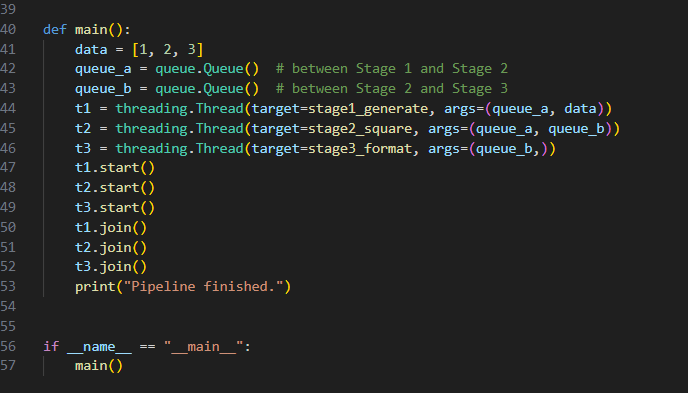 39
40 def main():
41     data = [1, 2, 3]
42     queue_a = queue.Queue()  # between Stage 1 and Stage 2
43     queue_b = queue.Queue()  # between Stage 2 and Stage 3
44     t1 = threading.Thread(target=stage1_generate, args=(queue_a, data))
45     t2 = threading.Thread(target=stage2_square, args=(queue_a, queue_b))
46     t3 = threading.Thread(target=stage3_format, args=(queue_b,))
47     t1.start()
48     t2.start()
49     t3.start()
50     t1.join()
51     t2.join()
52     t3.join()
53     print("Pipeline finished.")
54
55
56 if __name__ == "__main__":
57     main()